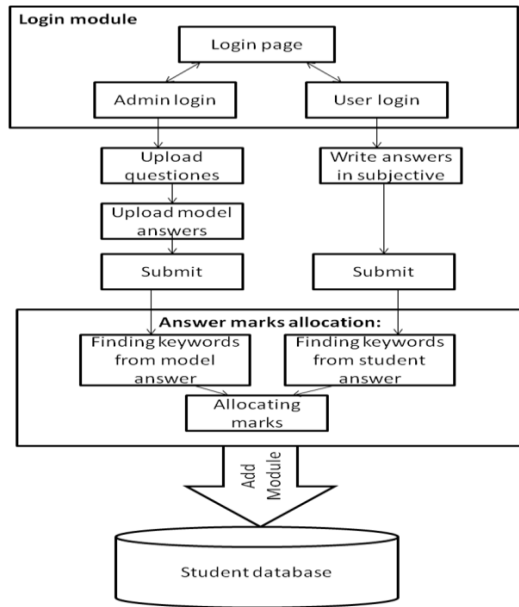 Login module
Login page
Admin login
User login
Upload
questiones
Write answers
in subjective
Upload model
answers
Submit
Submit
Answer marks allocation:
Finding keywords
from model
answer
Finding keywords
from student
answer
Allocating
marks
Add
Module
Student database